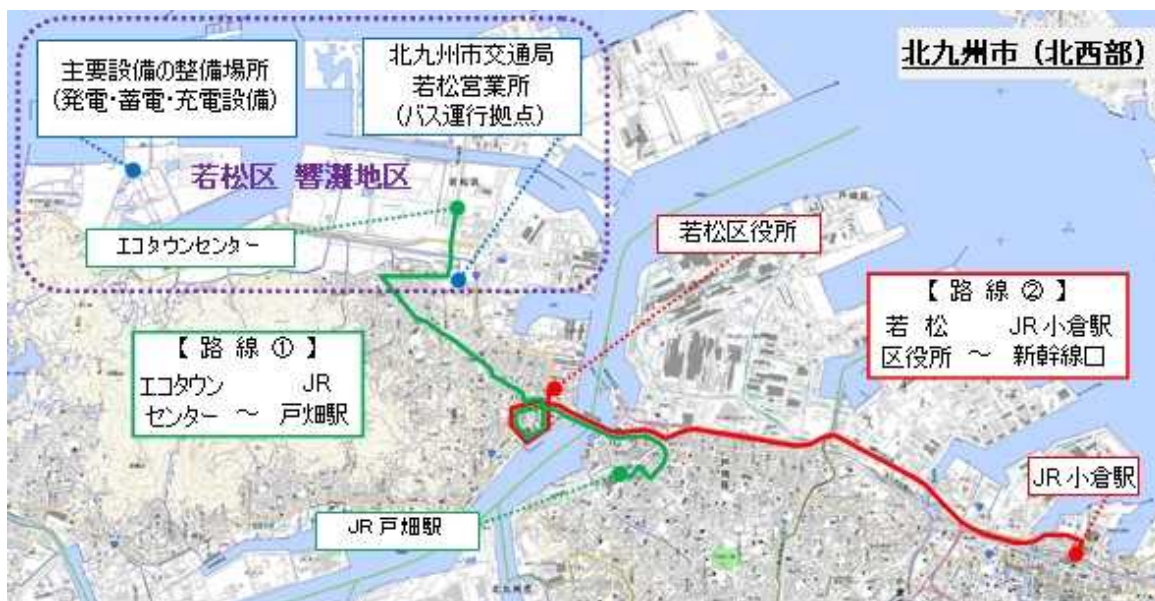 北九州市（北西部）
主要設備の整備場所
（発電・蓄電・充電設備）
北九州市交通局
若松営業所
（バス運行拠点）
若松区 響灘地区
エコタウンセンター
若松区役所
【 路 線 ① 】
エコタウン JR
センター ～ 戸畑駅
【 路 線 ② 】
若 松 JR小倉駅
区役所 ～ 新幹線口
JR小倉駅
JR戸畑駅